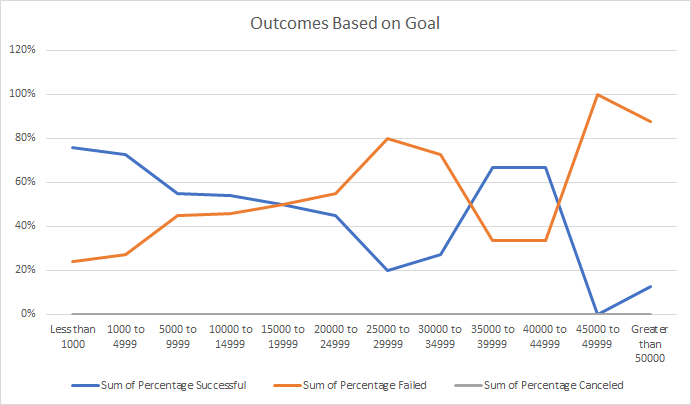 Outcomes Based on Goal
120%
100%
80%
60%
40%
20%
0%
Less than 1000 to 5000 to 10000 to 15000 to 20000 to 25000 to 30000 to 35000 to 40000 to 45000 to Greater
1000 4999 9999 14999 19999 24999 29999 34999 39999 44999 49999 than
50000
Sum of Percentage Successful Sum of Percentage Failed Sum of Percentage Canceled